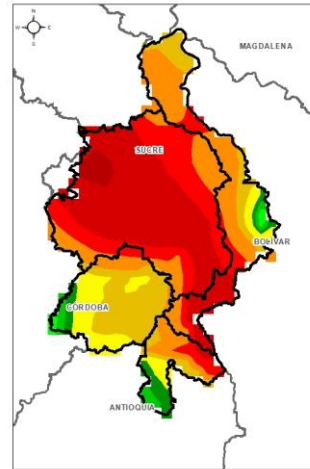 N
W E
S
MAGDALENA
SUCRE
BOLIVAR
CORDOBA
ANTIOQUIA